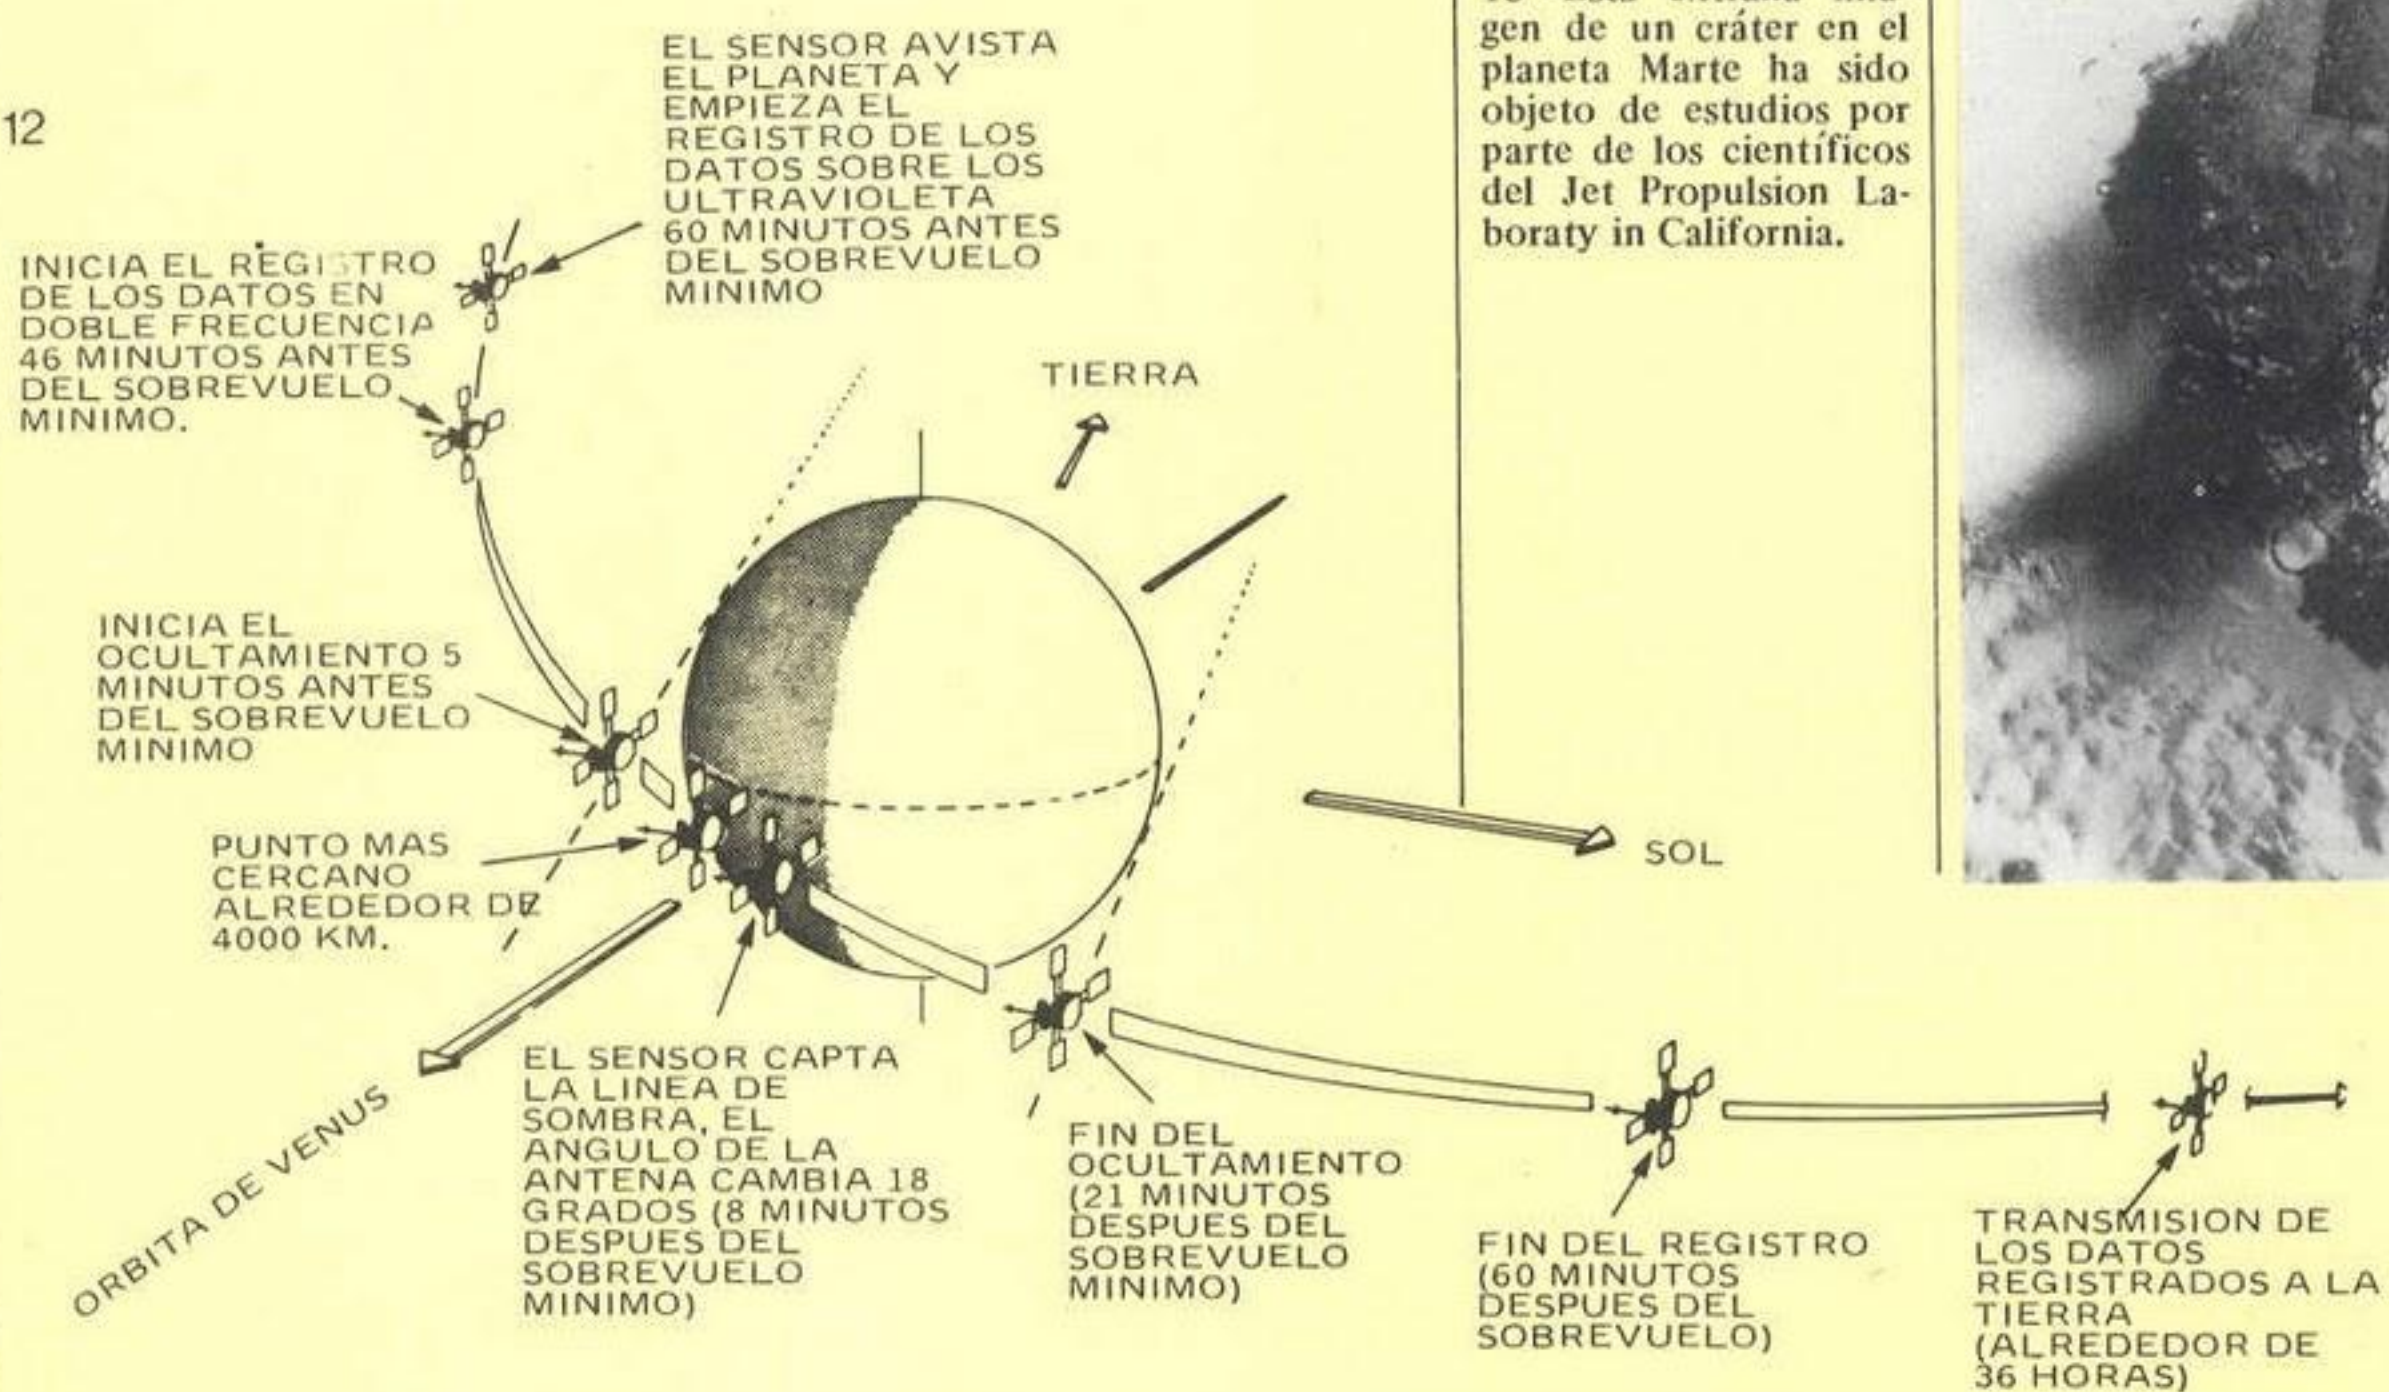 12
EL SENSOR AVISTA
EL PLANETA Y
EMPIEZA EL
REGISTRO DE LOS
DATOS SOBRE LOS
ULTRAVIOLETA
60 MINUTOS ANTES
DEL SOBREVUELO
MINIMO
INICIA EL REGISTRO
DE LOS DATOS EN
DOBLE FRECUENCIA
46 MINUTOS ANTES
DEL SOBREVUELO
MINIMO.
INICIA EL
OCULTAMIENTO 5
MINUTOS ANTES
DEL SOBREVUELO
MINIMO
PUNTO MAS
CERCANO
ALREDEDOR DE
4000 KM.
TIERRA
SOL
ORBITA DE VENUS
EL SENSOR CAPTA
LA LINEA DE
SOMBRA, EL
ANGULO DE LA
ANTENA CAMBIA 18
GRADOS (8 MINUTOS
DESPUES DEL
SOBREVUELO
MINIMO)
FIN DEL
OCULTAMIENTO
(21 MINUTOS
DESPUES DEL
SOBREVUELO
MINIMO)
FIN DEL REGISTRO
(60 MINUTOS
DESPUES DEL
SOBREVUELO)
TRANSMISION DE
LOS DATOS
REGISTRADOS A LA
TIERRA
(ALREDEDOR DE
36 HORAS)
gen de un cráter en el
planeta Marte ha sido
objeto de estudios por
parte de los científicos
del Jet Propulsion La-
boraty in California.